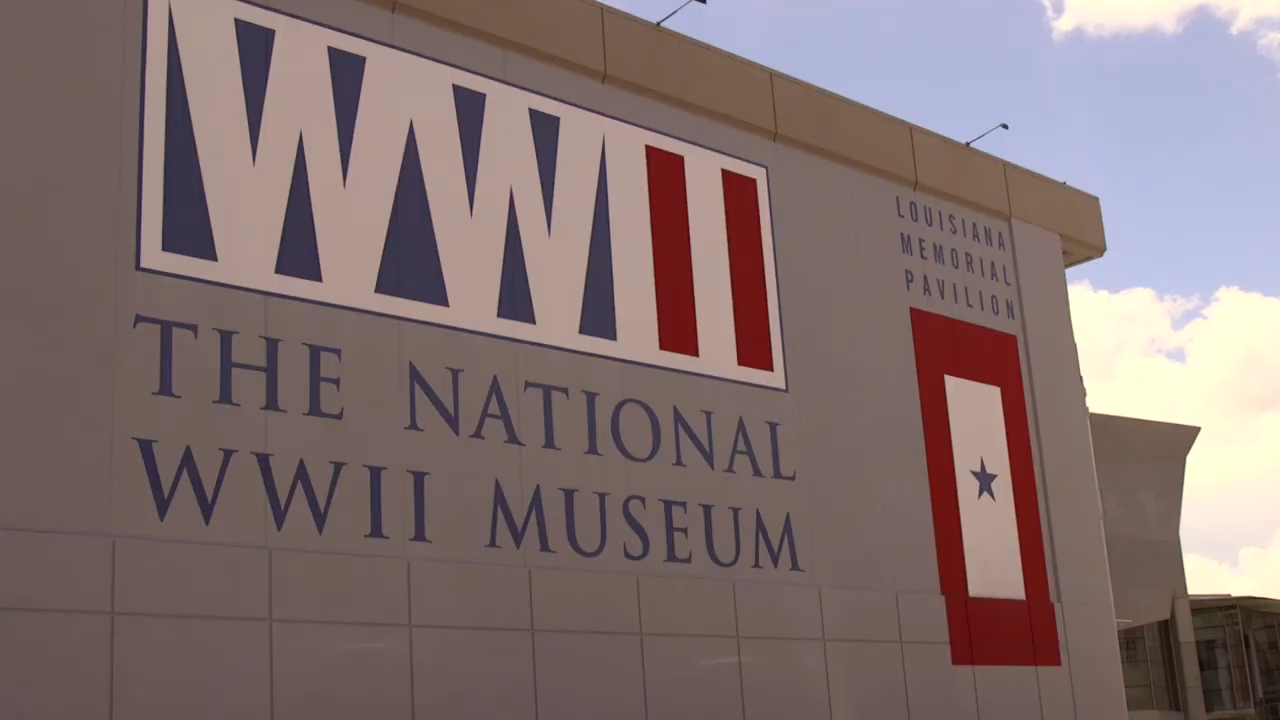 WWII
THE NATIONAL
WWII MUSEUM
LOUISIANA
MEMORIAL
PAVILION